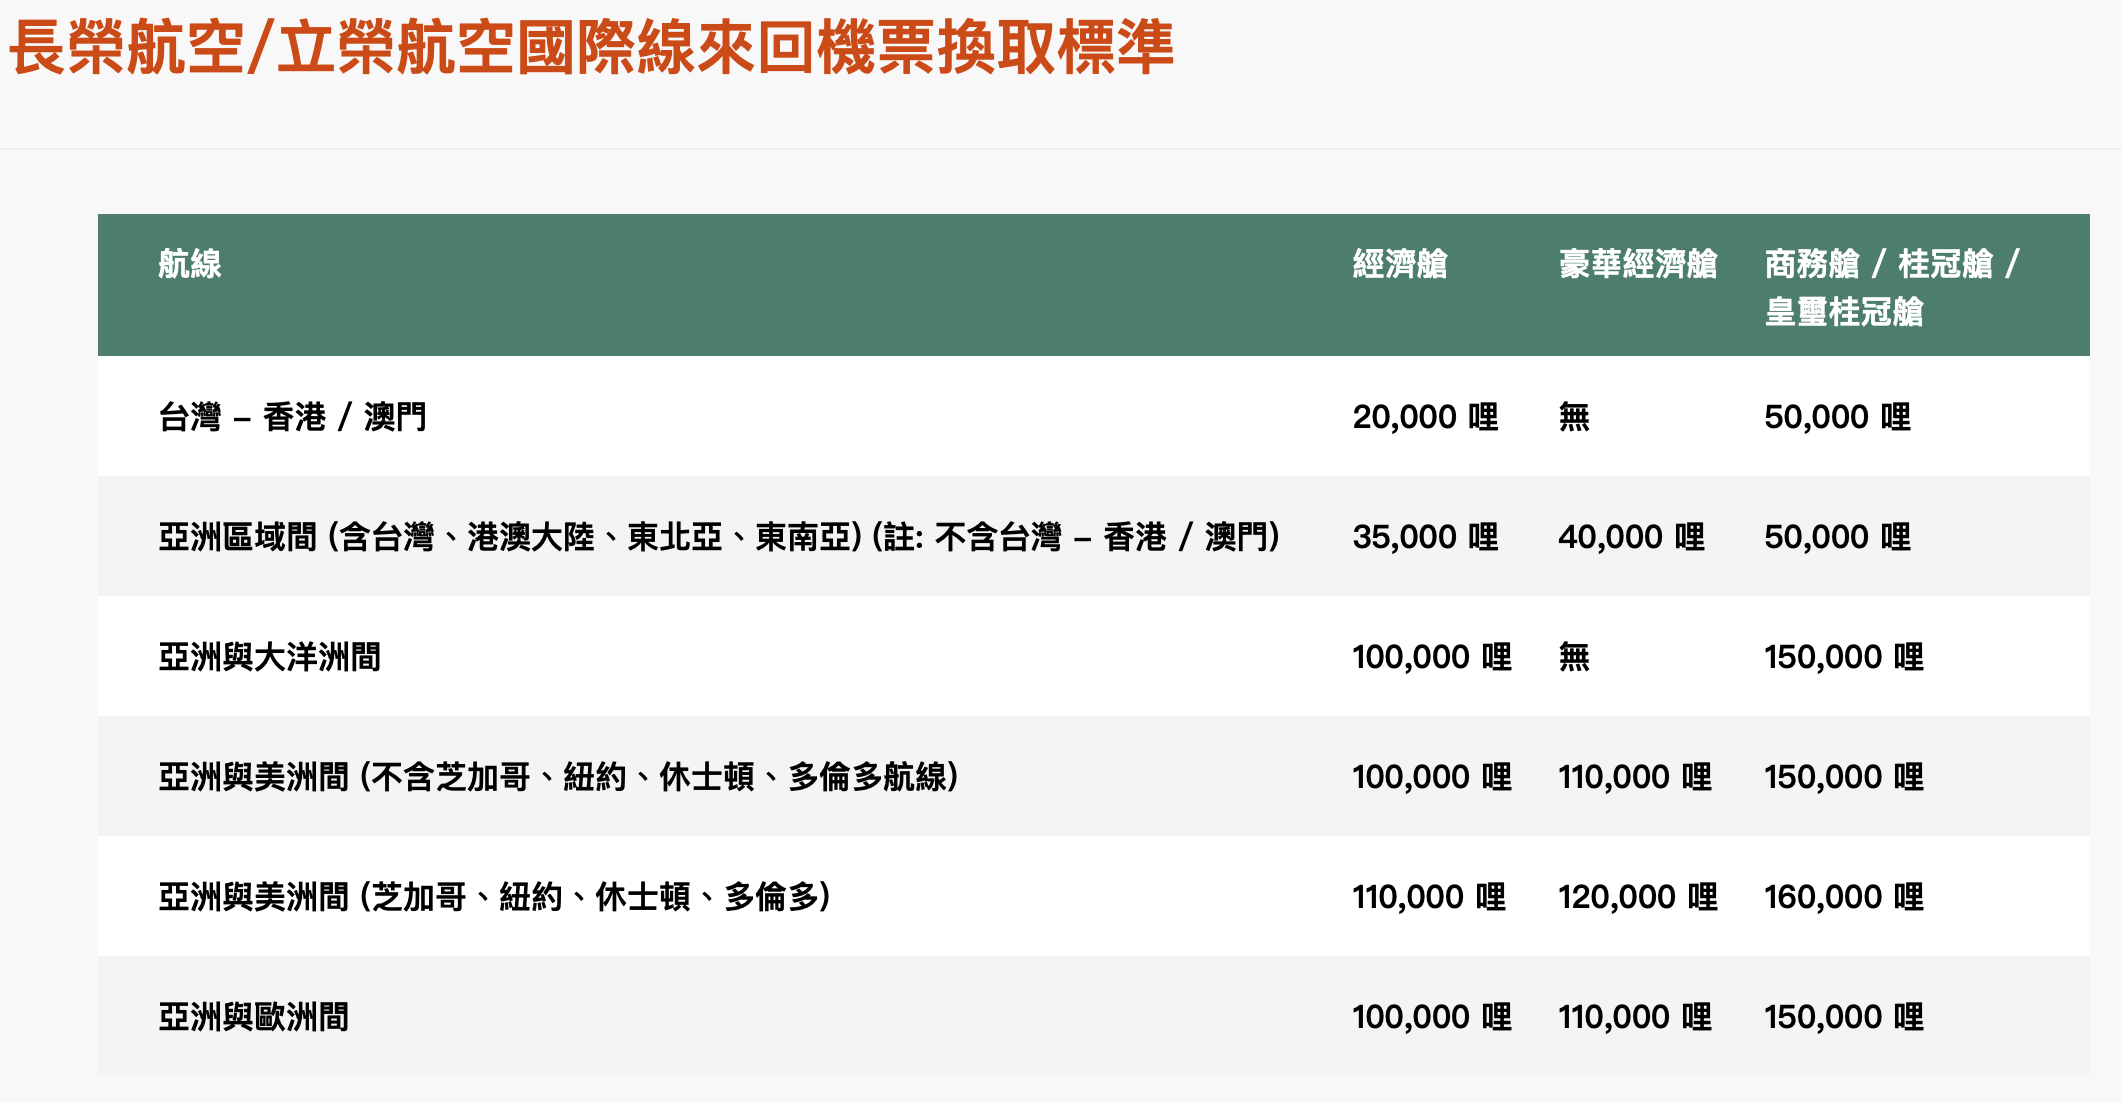 長榮航空/立榮航空國際線來回機票換取標準
航線 經濟艙 豪華經濟艙 商務艙 / 桂冠艙 /
皇璽桂冠艙
台灣 – 香港 / 澳門 20,000 哩 無 50,000 哩
亞洲區域間 (含台灣、港澳大陸、東北亞、東南亞) (註: 不含台灣 – 香港 / 澳門) 35,000 哩 40,000 哩 50,000 哩
亞洲與大洋洲間 100,000 哩 無 150,000 哩
亞洲與美洲間 (不含芝加哥、紐約、休士頓、多倫多航線) 100,000 哩 110,000 哩 150,000 哩
亞洲與美洲間 (芝加哥、紐約、休士頓、多倫多) 110,000 哩 120,000 哩 160,000 哩
亞洲與歐洲間 100,000 哩 110,000 哩 150,000 哩